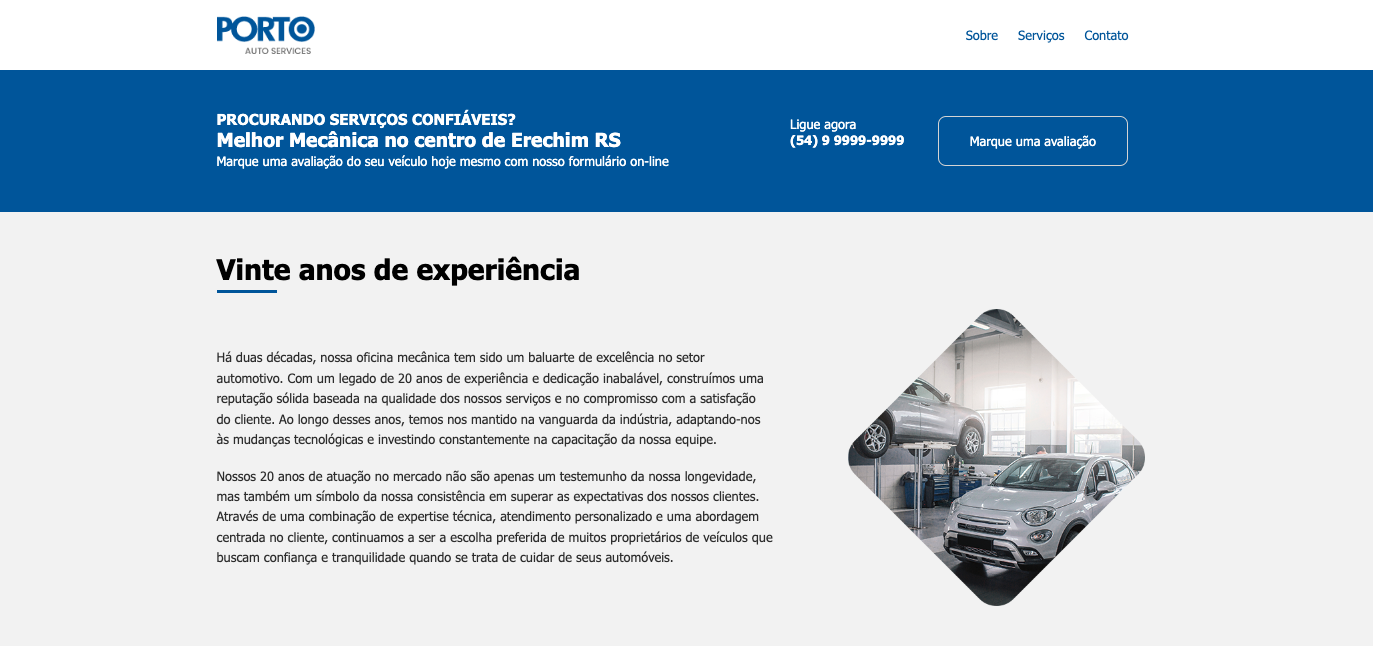 PORTO
AUTO SERVICES
Sobre
Serviços
Contato
PROCURANDO SERVIÇOS CONFIÁVEIS?
Melhor Mecânica no centro de Erechim RS
Marque uma avaliação do seu veículo hoje mesmo com nosso formulário on-line
Ligue agora
(54) 9 9999-9999
Marque uma avaliação
Vinte anos de experiência
Há duas décadas, nossa oficina mecânica tem sido um baluarte de excelência no setor
automotivo. Com um legado de 20 anos de experiência e dedicação inabalável, construímos uma
reputação sólida baseada na qualidade dos nossos serviços e no compromisso com a satisfação
do cliente. Ao longo desses anos, temos nos mantido na vanguarda da indústria, adaptando-nos
às mudanças tecnológicas e investindo constantemente na capacitação da nossa equipe.
Nossos 20 anos de atuação no mercado não são apenas um testemunho da nossa longevidade,
mas também um símbolo da nossa consistência em superar as expectativas dos nossos clientes.
Através de uma combinação de expertise técnica, atendimento personalizado e uma abordagem
centrada no cliente, continuamos a ser a escolha preferida de muitos proprietários de veículos que
buscam confiança e tranquilidade quando se trata de cuidar de seus automóveis.